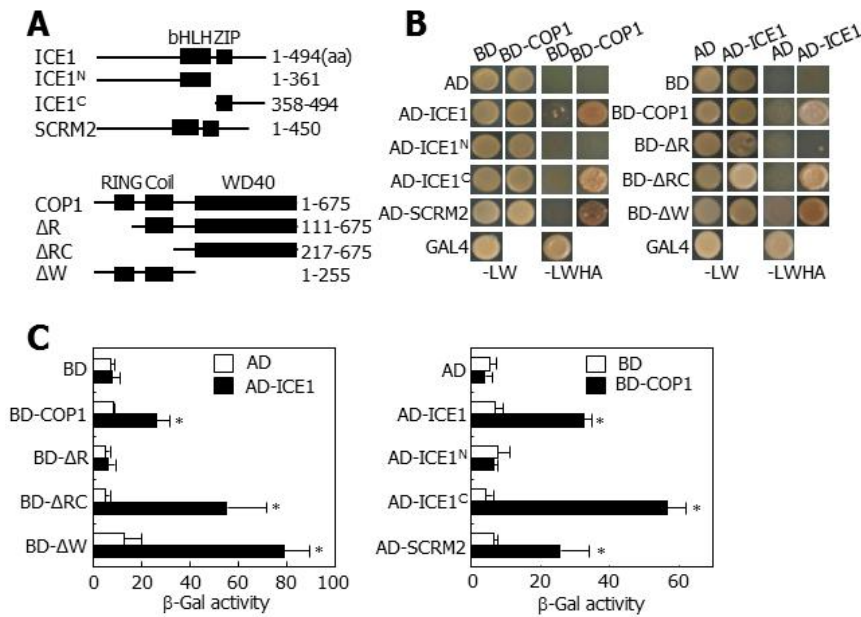 A
bHLH ZIP
ICE1 1-494(aa)
ICE1ᴺ 1-361
ICE1ᶜ 358-494
SCRM2 1-450
RING Coil WD40
COP1 1-675
ΔR 111-675
ΔRC 217-675
ΔW 1-255
B
BD BD-COP1 BD BD-COP1
AD
AD-ICE1
AD-ICE1ᴺ
AD-ICE1ᶜ
AD-SCRM2
GAL4
-LW -LWHA
AD AD-ICE1 AD AD-ICE1
BD
BD-COP1
BD-ΔR
BD-ΔRC
BD-ΔW
GAL4
-LW -LWHA
C
AD
AD-ICE1
BD
BD-COP1 *
BD-ΔR
BD-ΔRC *
BD-ΔW *
0 20 40 60 80 100
β-Gal activity
BD
BD-COP1
AD
AD-ICE1 *
AD-ICE1ᴺ
AD-ICE1ᶜ *
AD-SCRM2 *
0 20 40 60
β-Gal activity